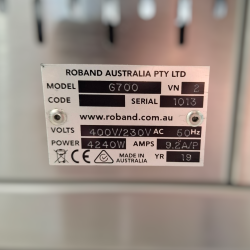 ROBAND AUSTRALIA PTY LTD
MODEL G700 VN 2
CODE SERIAL 1013
www.roband.com.au
VOLTS 400V/230V AC 50Hz
POWER 4240W AMPS 9.2A/P
CE MADE IN AUSTRALIA YR 19